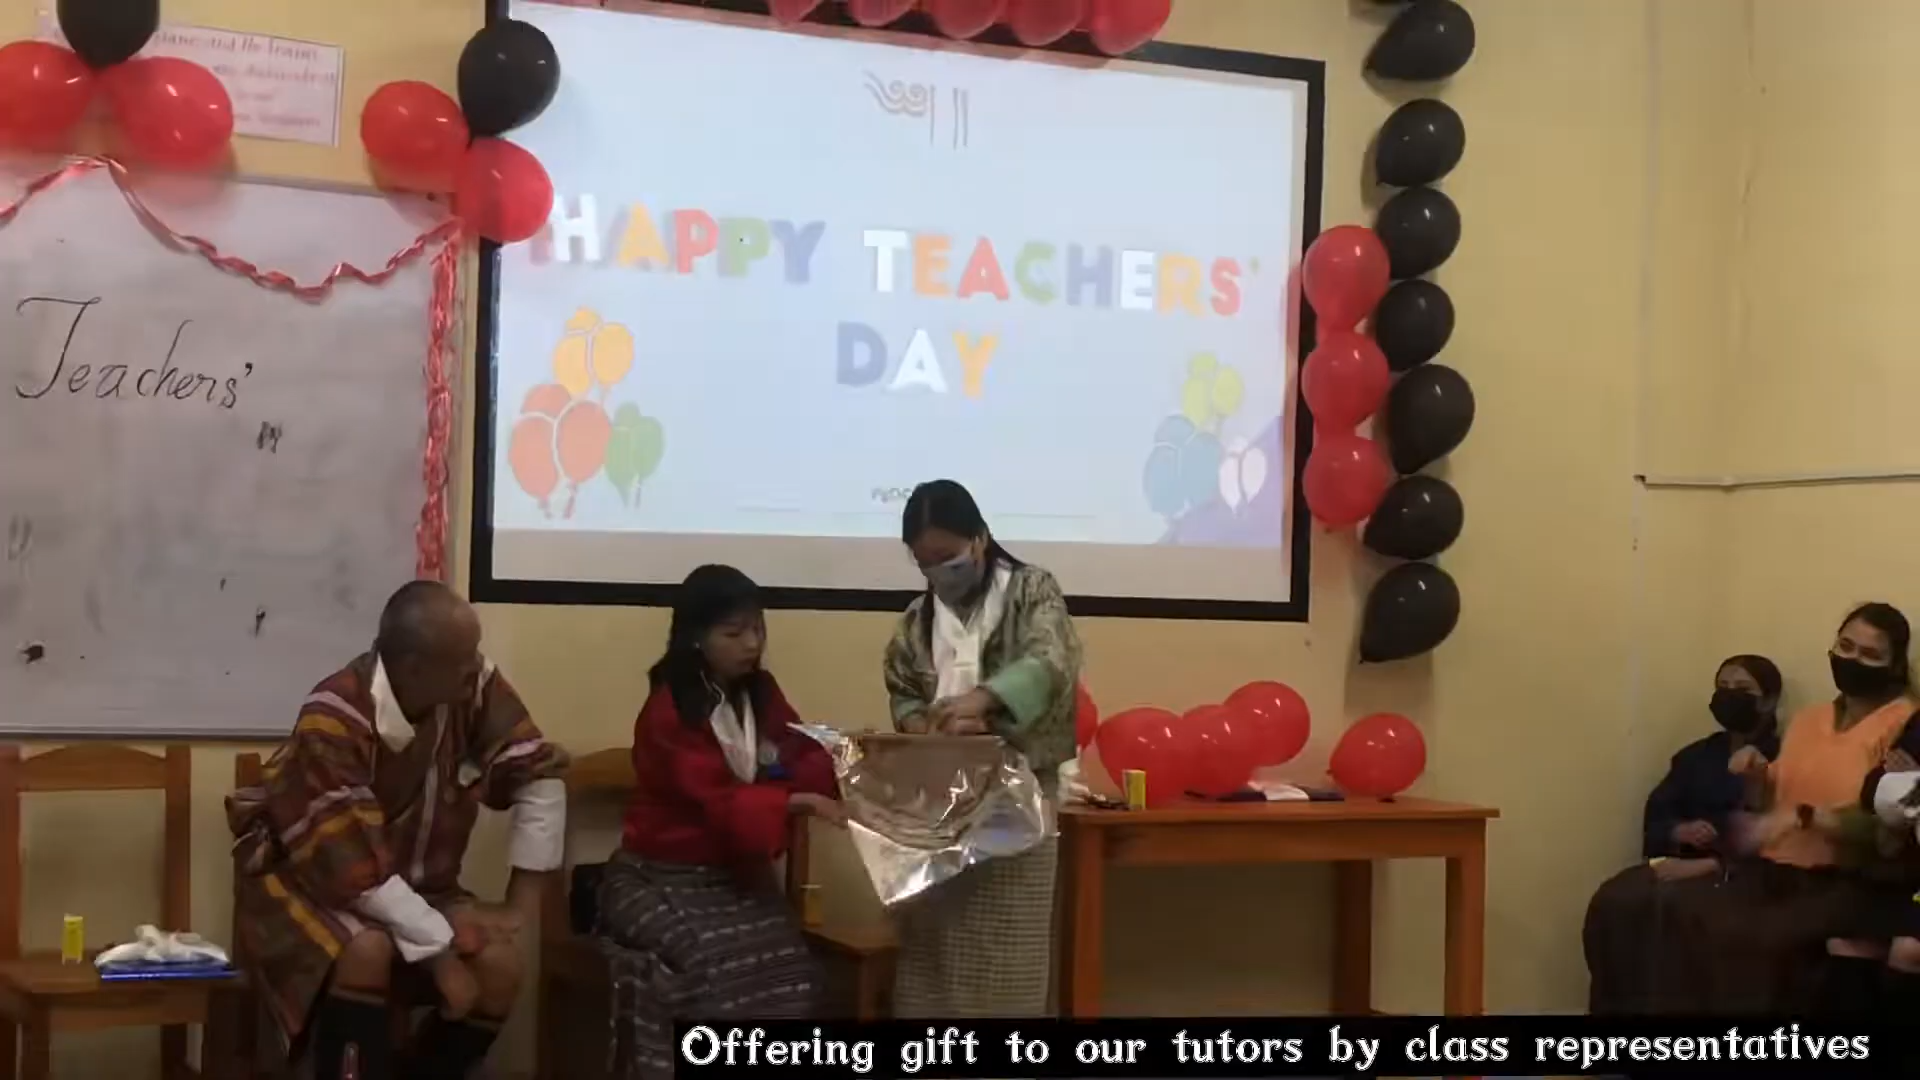 ༄༅།  །།
HAPPY TEACHERS'
DAY
Teachers'
Offering gift to our tutors by class representatives